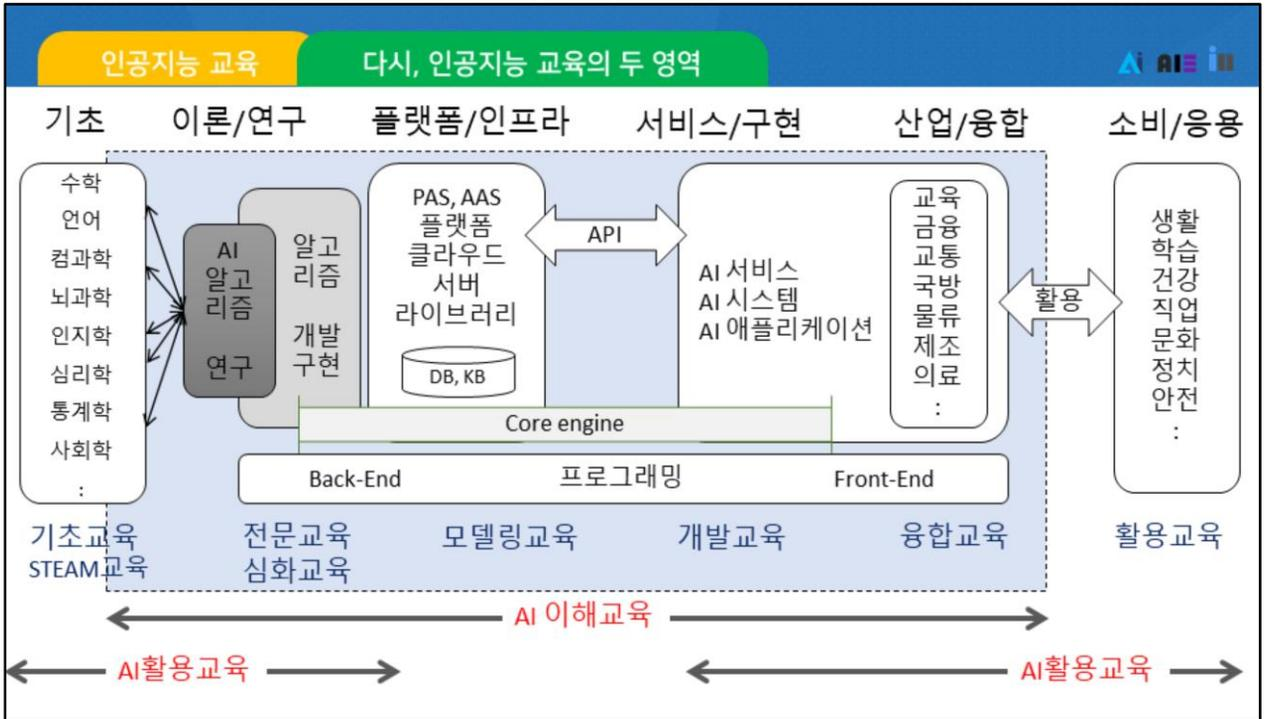 인공지능 교육
다시, 인공지능 교육의 두 영역
Ai AIE
기초
이론/연구
플랫폼/인프라
서비스/구현
산업/융합
소비/응용
수학
언어
컴과학
뇌과학
인지학
심리학
통계학
사회학
:
AI
알고
리즘
연구
알고
리즘
개발
구현
PAS, AAS
플랫폼
클라우드
서버
라이브러리
DB, KB
API
AI 서비스
AI 시스템
AI 애플리케이션
교육
금융
교통
국방
물류
제조
의료
:
활용
생활
학습
건강
직업
문화
정치
안전
:
Core engine
Back-End
프로그래밍
Front-End
기초교육
STEAM교육
전문교육
심화교육
모델링교육
개발교육
융합교육
활용교육
AI 이해교육
AI활용교육
AI활용교육